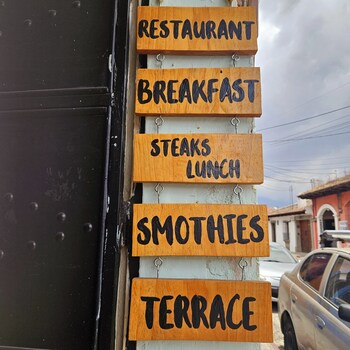 RESTAURANT
BREAKFAST
STEAKS
LUNCH
SMOTHIES
TERRACE